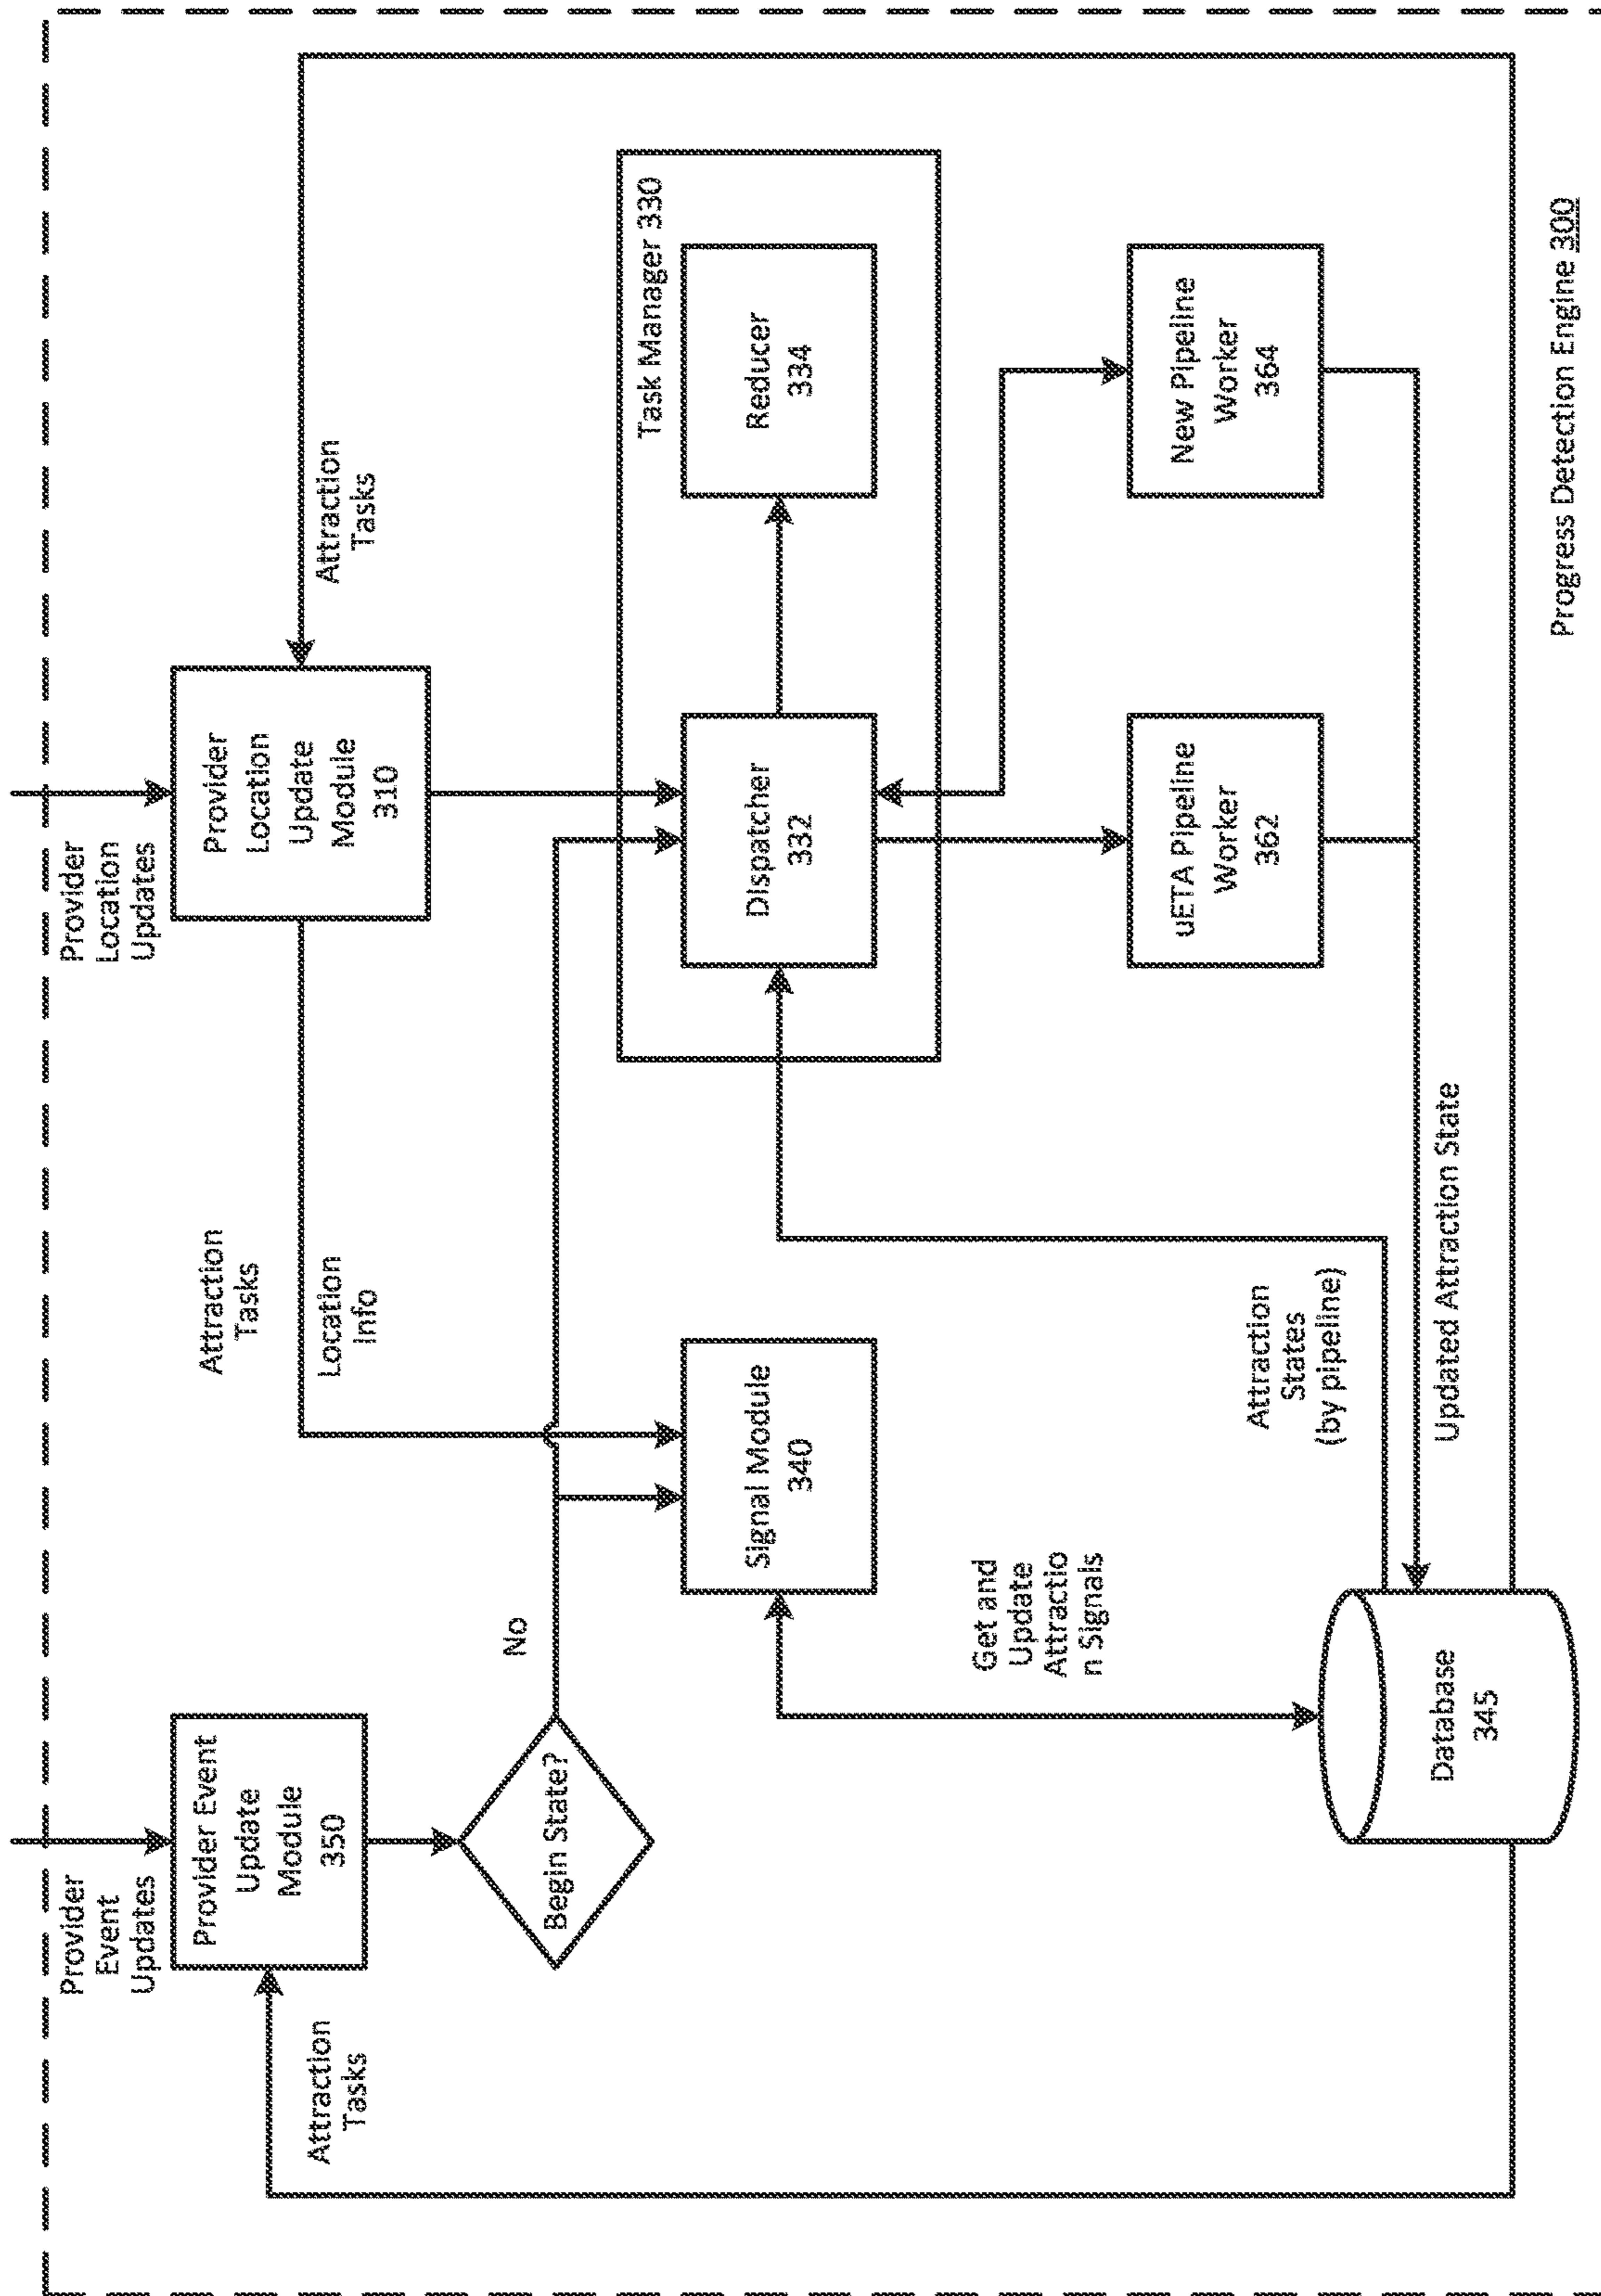 Provider
Event
Updates
Attraction
Tasks
Provider Event
Update
Module
350
Begin State?
No
Attraction
Tasks
Location
Info
Provider
Location
Updates
Provider
Location
Update
Module
310
Attraction
Tasks
Signal Module
340
Task Manager 330
Dispatcher
332
Reducer
334
Get and
Update
Attractio
n Signals
Attraction
States
(by pipeline)
uETA Pipeline
Worker
362
New Pipeline
Worker
364
Database
345
Updated Attraction State
Progress Detection Engine 300